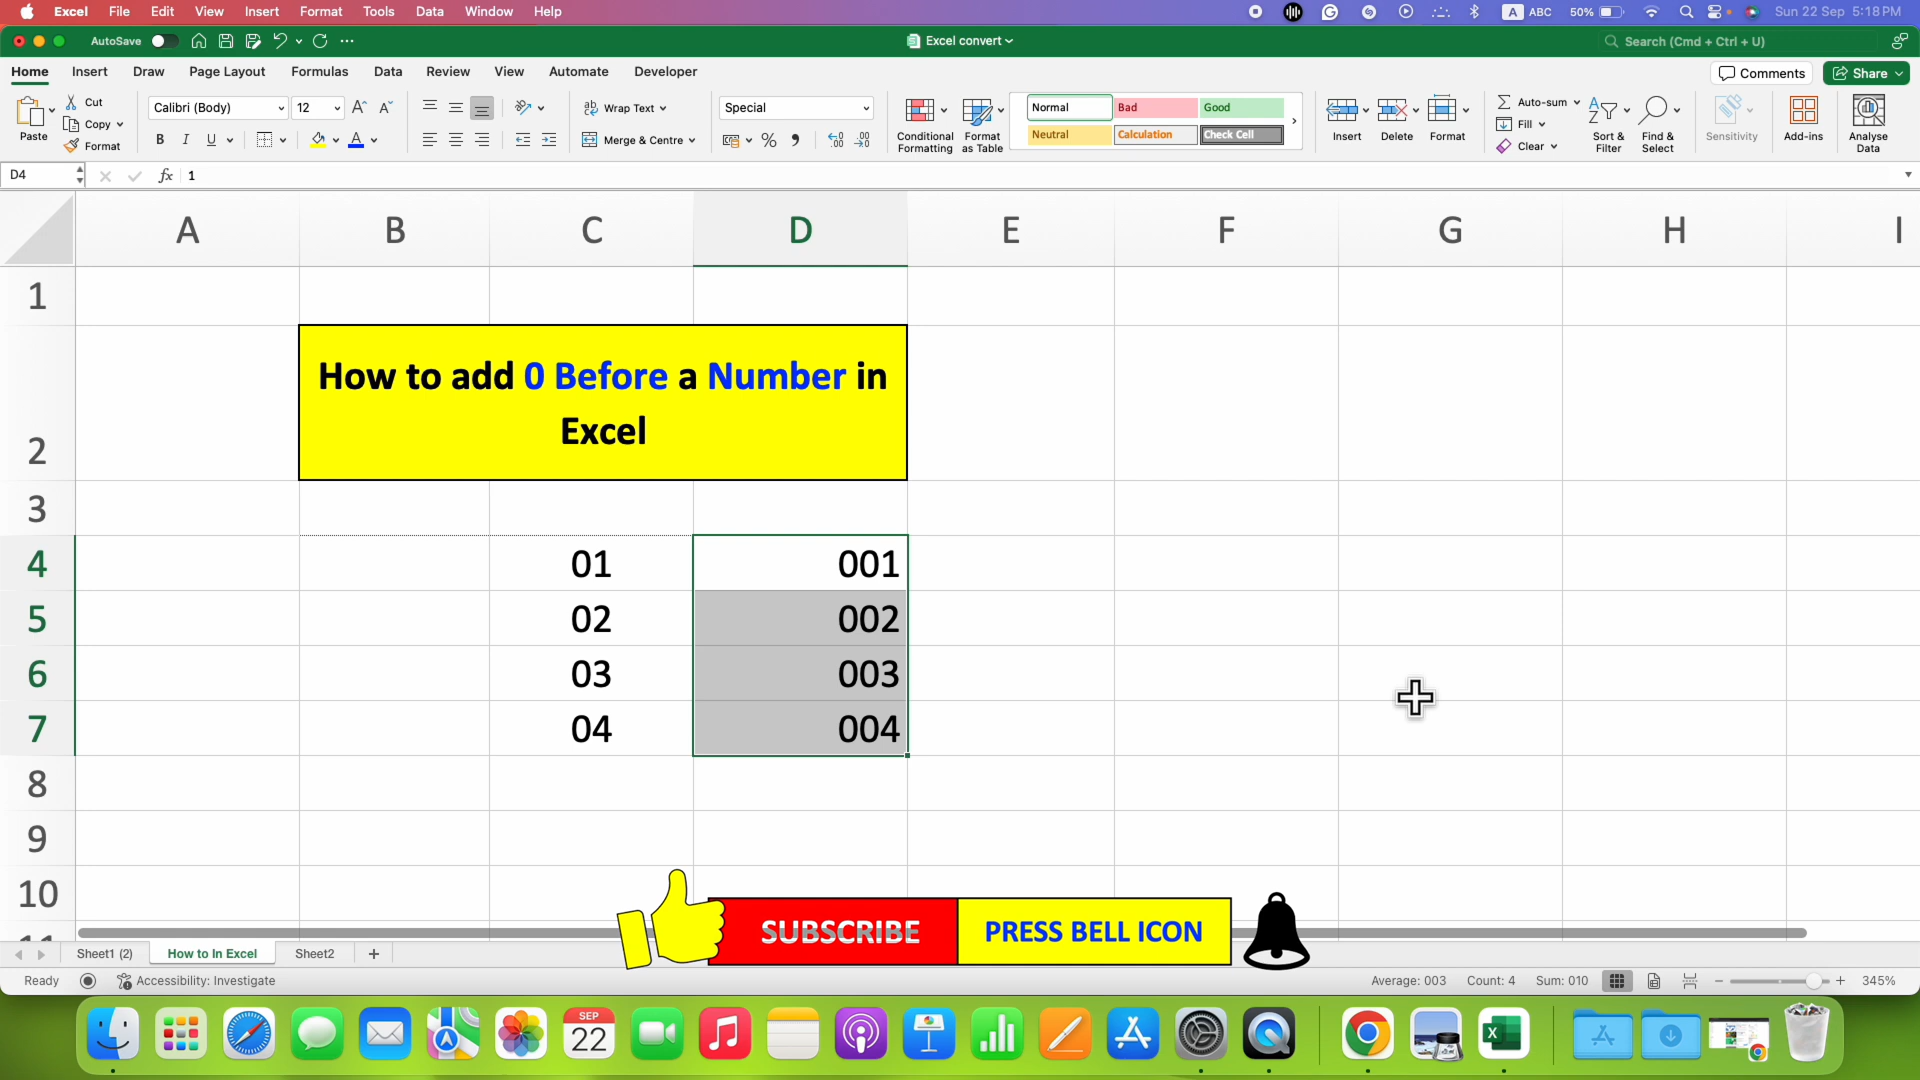 Excel File Edit View Insert Format Tools Data Window Help A ABC 50% Sun 22 Sep 5:18 PM
AutoSave Excel convert Search (Cmd + Ctrl + U)
Home Insert Draw Page Layout Formulas Data Review View Automate Developer Comments Share
Paste Cut Copy Format
Calibri (Body) 12
B I U A
Wrap Text
Merge & Centre
Special
%
Conditional Formatting
Format as Table
Normal Bad Good
Neutral Calculation Check Cell
Insert Delete Format
Auto-sum
Fill
Clear
Sort & Filter
Find & Select
Sensitivity
Add-ins
Analyse Data
D4 fx 1
A B C D E F G H I
1
How to add 0 Before a Number in
Excel
2
3
4 01 001
5 02 002
6 03 003
7 04 004
8
9
10
11
SUBSCRIBE PRESS BELL ICON
Sheet1 (2) How to In Excel Sheet2 +
Ready Accessibility: Investigate Average: 003 Count: 4 Sum: 010 345%
SEP
22